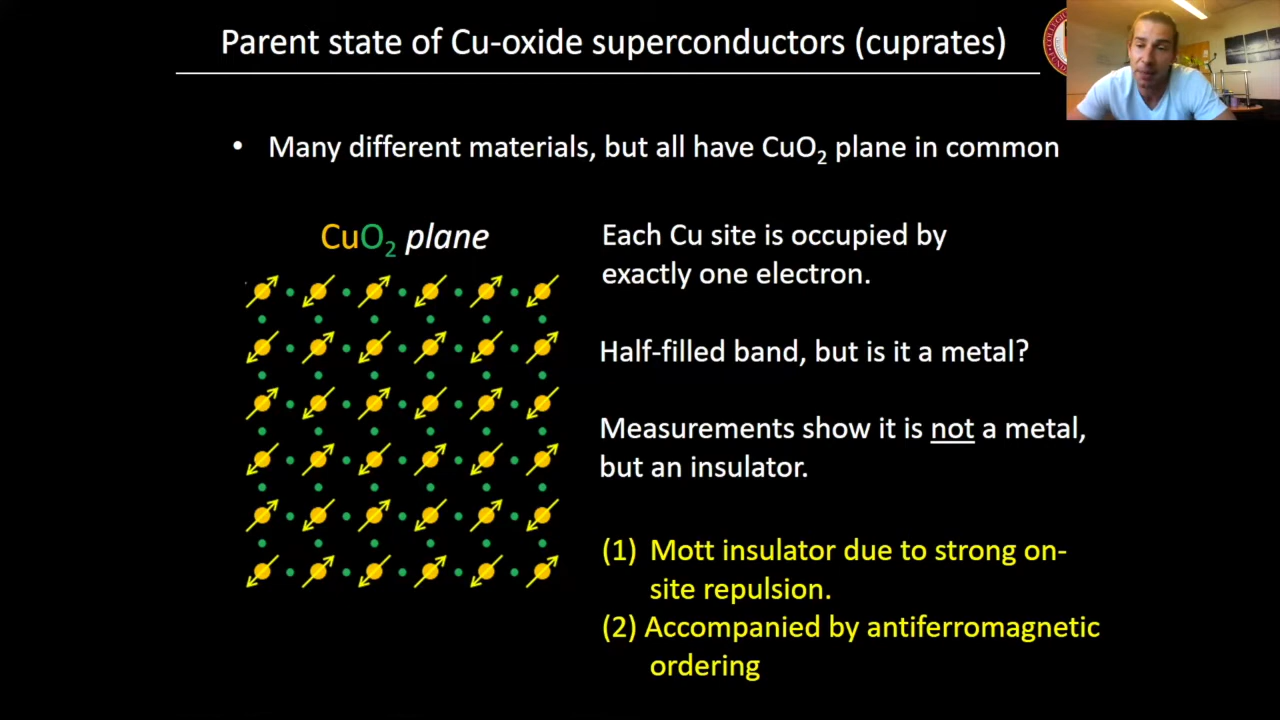 Parent state of Cu-oxide superconductors (cuprates)
• Many different materials, but all have CuO₂ plane in common
CuO₂ plane
Each Cu site is occupied by
exactly one electron.
Half-filled band, but is it a metal?
Measurements show it is not a metal,
but an insulator.
(1) Mott insulator due to strong on-
site repulsion.
(2) Accompanied by antiferromagnetic
ordering